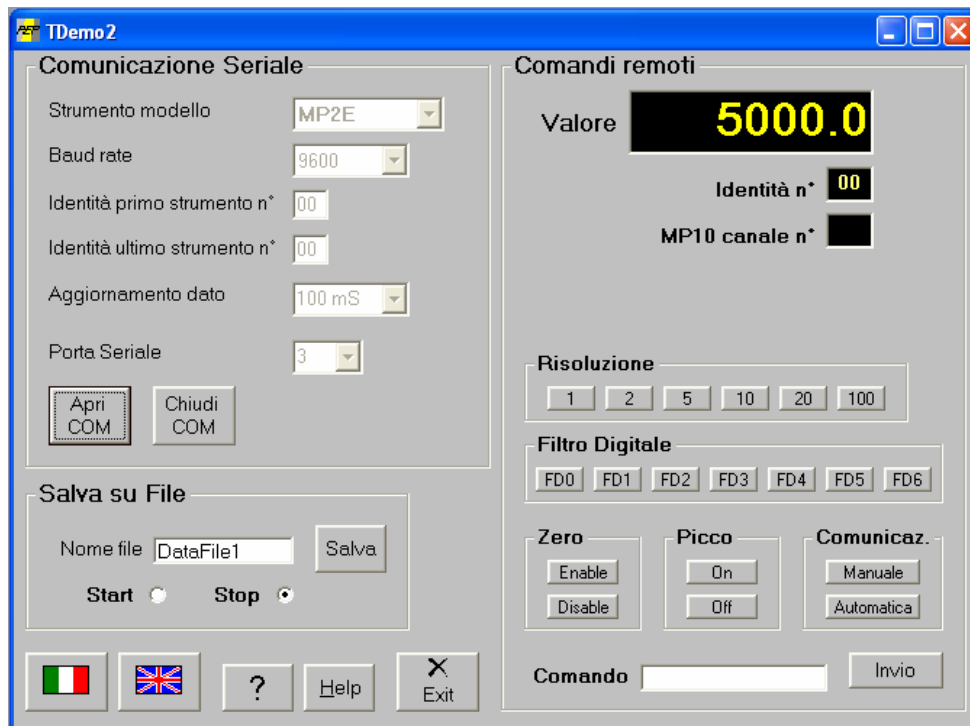 TDemo2
Comunicazione Seriale
Strumento modello MP2E
Baud rate 9600
Identità primo strumento n° 00
Identità ultimo strumento n° 00
Aggiornamento dato 100 mS
Porta Seriale 3
Apri
COM
Chiudi
COM
Salva su File
Nome file DataFile1 Salva
Start Stop
? Help
X
Exit
Comandi remoti
Valore 5000.0
Identità n° 00
MP10 canale n°
Risoluzione
1 2 5 10 20 100
Filtro Digitale
FD0 FD1 FD2 FD3 FD4 FD5 FD6
Zero
Enable
Disable
Picco
On
Off
Comunicaz.
Manuale
Automatica
Comando Invio